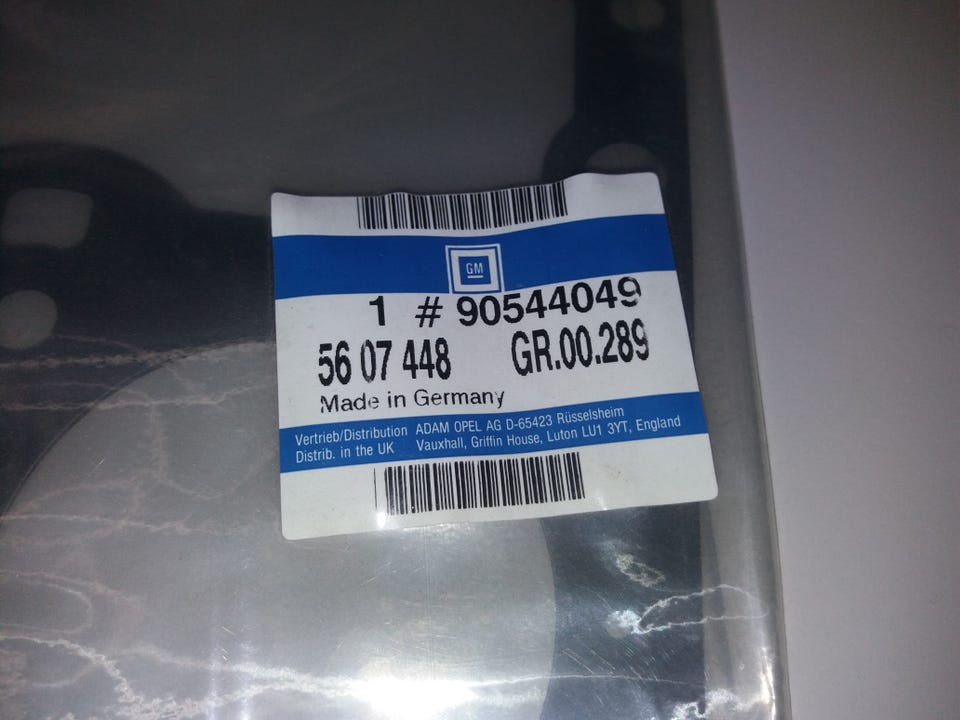 GM
1 # 90544049
56 07 448 GR.00.289
Made in Germany
Vertrieb/Distribution ADAM OPEL AG D-65423 Rüsselsheim
Distrib. in the UK Vauxhall, Griffin House, Luton LU1 3YT, England